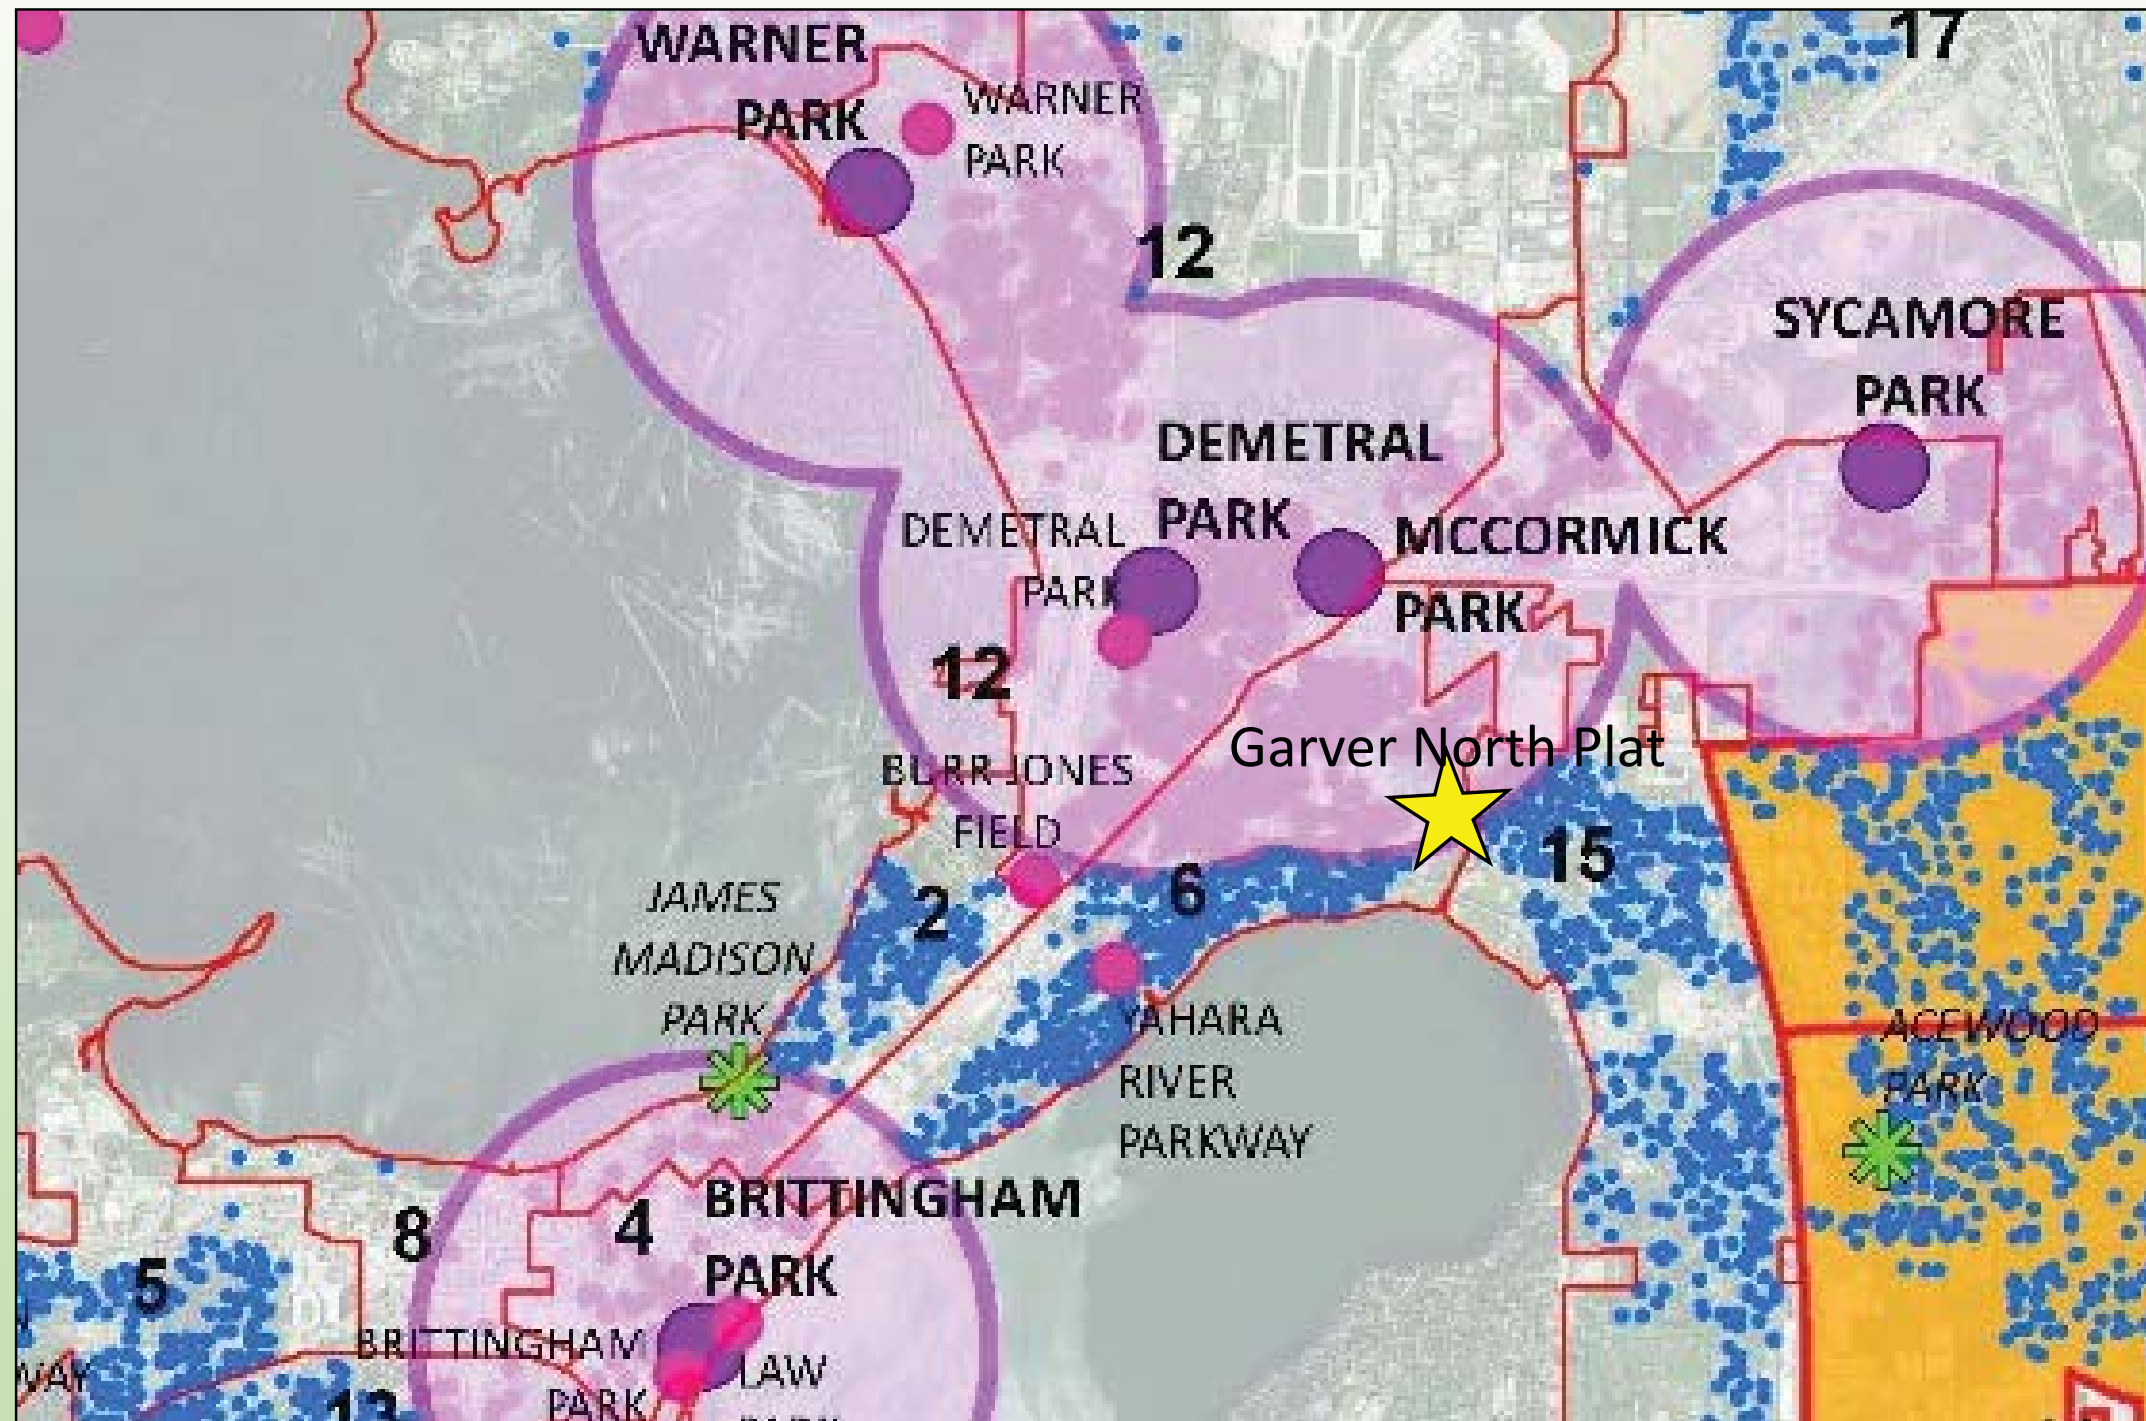 17
WARNER
PARK
WARNER
PARK
12
SYCAMORE
PARK
DEMETRAL
PARK
DEMETRAL
PARK
MCCORMICK
PARK
12
Garver North Plat
BURR JONES
FIELD
15
6
2
JAMES
MADISON
PARK
YAHARA
RIVER
PARKWAY
ACEWOOD
PARK
BRITTINGHAM
PARK
4
8
5
BRITTINGHAM
PARK
LAW
WAY
13